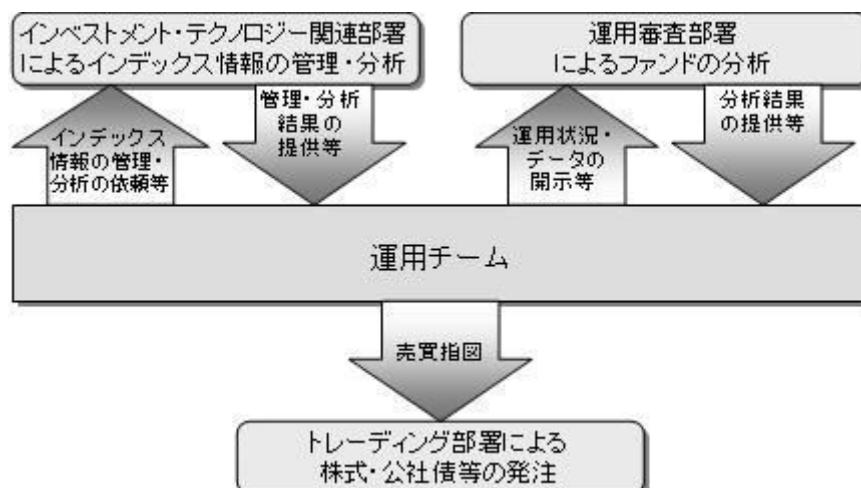 インベストメント・テクノロジー関連部署
によるインデックス情報の管理・分析
運用審査部署
によるファンドの分析
インデックス
情報の管理・
分析の依頼等
管理・分析
結果の
提供等
運用状況・
データの
開示等
分析結果
の提供等
運用チーム
売買指図
トレーディング部署による
株式・公社債等の発注